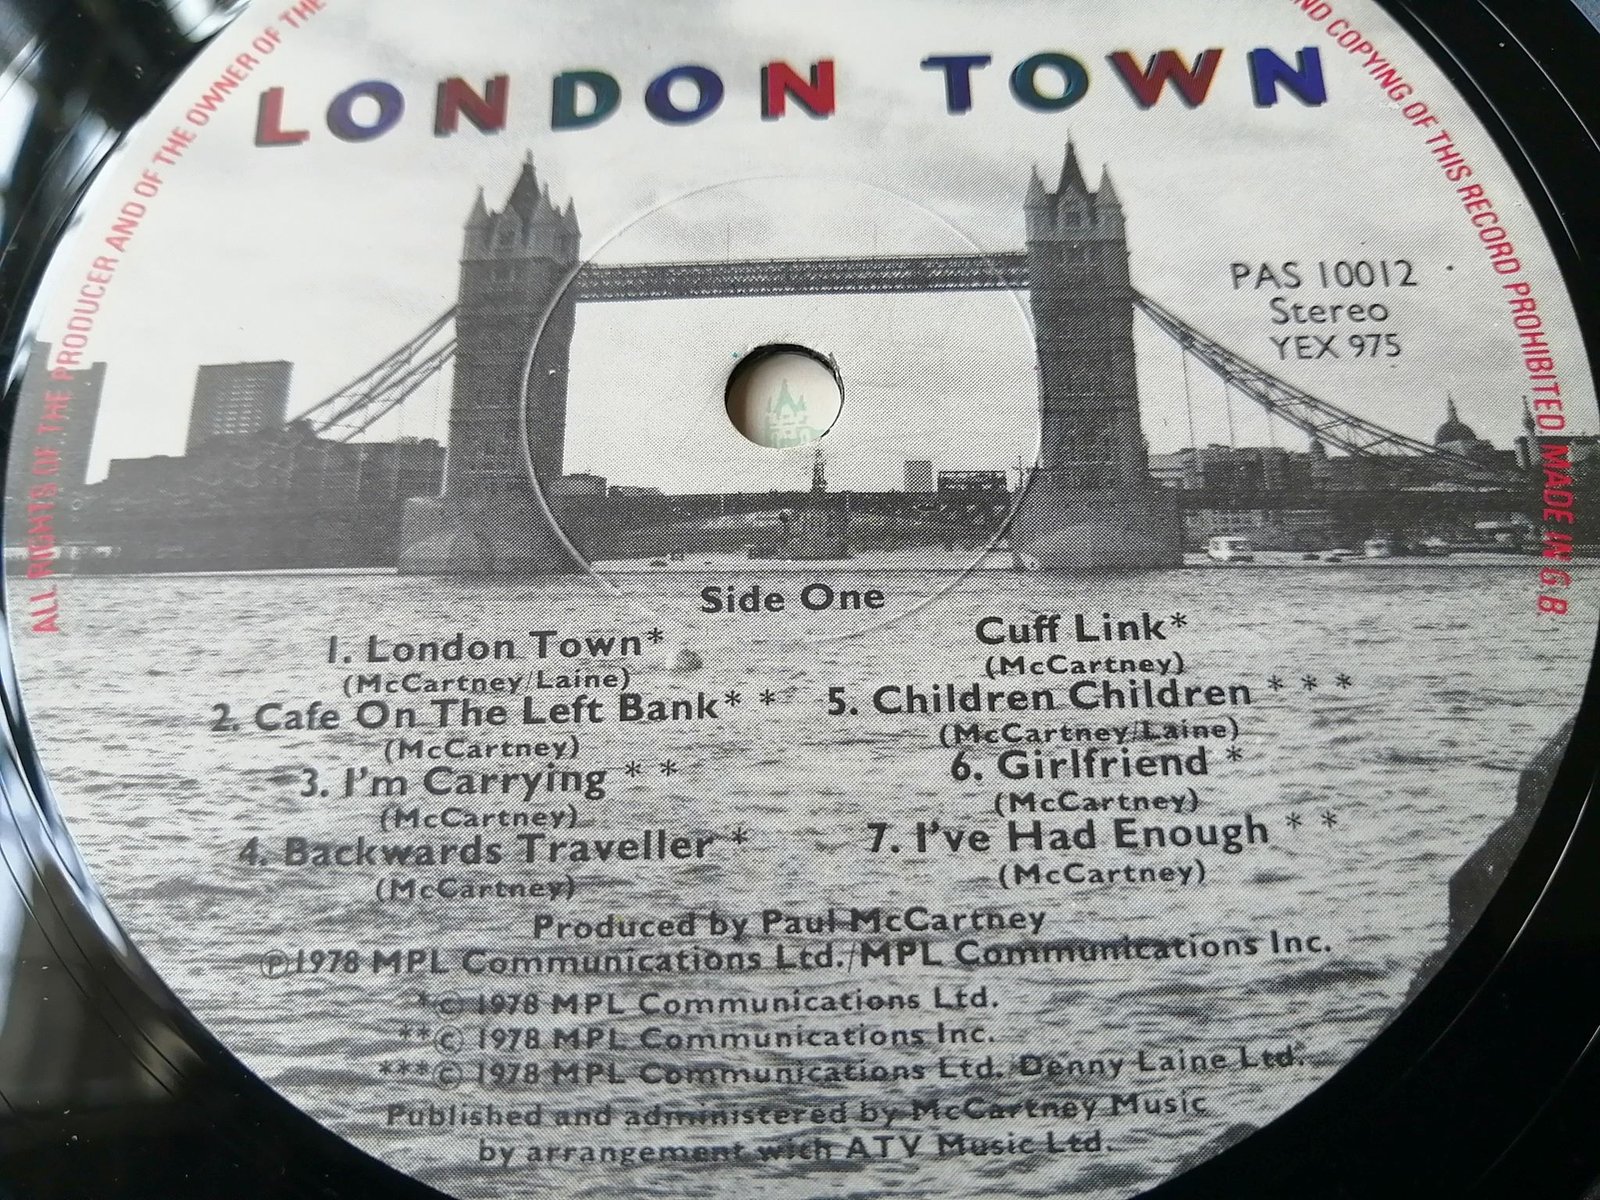 LONDON TOWN
ALL RIGHTS OF THE PRODUCER AND OF THE OWNER OF THE
ND COPYING OF THIS RECORD PROHIBITED. MADE IN G.B.
PAS 10012
Stereo
YEX 975
Side One
1. London Town*
(McCartney/Laine)
2. Cafe On The Left Bank* *
(McCartney)
3. I'm Carrying * *
(McCartney)
4. Backwards Traveller *
(McCartney)
Cuff Link*
(McCartney)
5. Children Children * * *
(McCartney/Laine)
6. Girlfriend *
(McCartney)
7. I've Had Enough * *
(McCartney)
Produced by Paul McCartney
℗1978 MPL Communications Ltd./MPL Communications Inc.
*© 1978 MPL Communications Ltd.
**© 1978 MPL Communications Inc.
***© 1978 MPL Communications Ltd./Denny Laine Ltd.
Published and administered by McCartney Music
by arrangement with ATV Music Ltd.